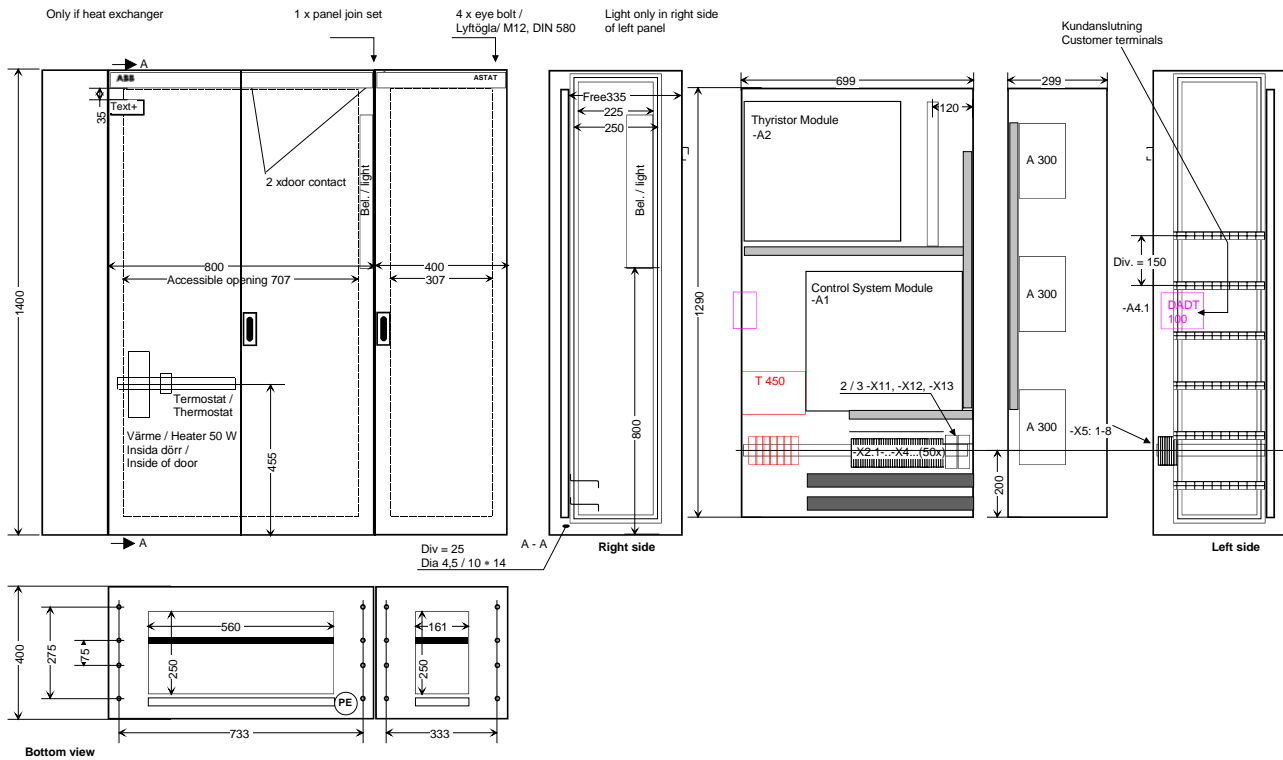 Only if heat exchanger
1 x panel join set
4 x eye bolt /
Lyftögla/ M12, DIN 580
Light only in right side
of left panel
Kundanslutning
Customer terminals
A
ABB
ASTAT
Text+
35
2 xdoor contact
Bel. / light
800
Accessible opening 707
400
307
1400
Termostat /
Thermostat
Värme / Heater 50 W
Insida dörr /
Inside of door
455
A
Free335
225
250
Bel. / light
800
Div = 25
Dia 4,5 / 10 * 14
A - A
Right side
699
120
Thyristor Module
-A2
1290
Control System Module
-A1
T 450
2 / 3 -X11, -X12, -X13
-X2.1-..-X4...(50x)
200
299
A 300
A 300
A 300
Div. = 150
-A4.1
DADT
100
-X5: 1-8
Left side
400
275
75
560
250
PE
161
250
733
333
Bottom view